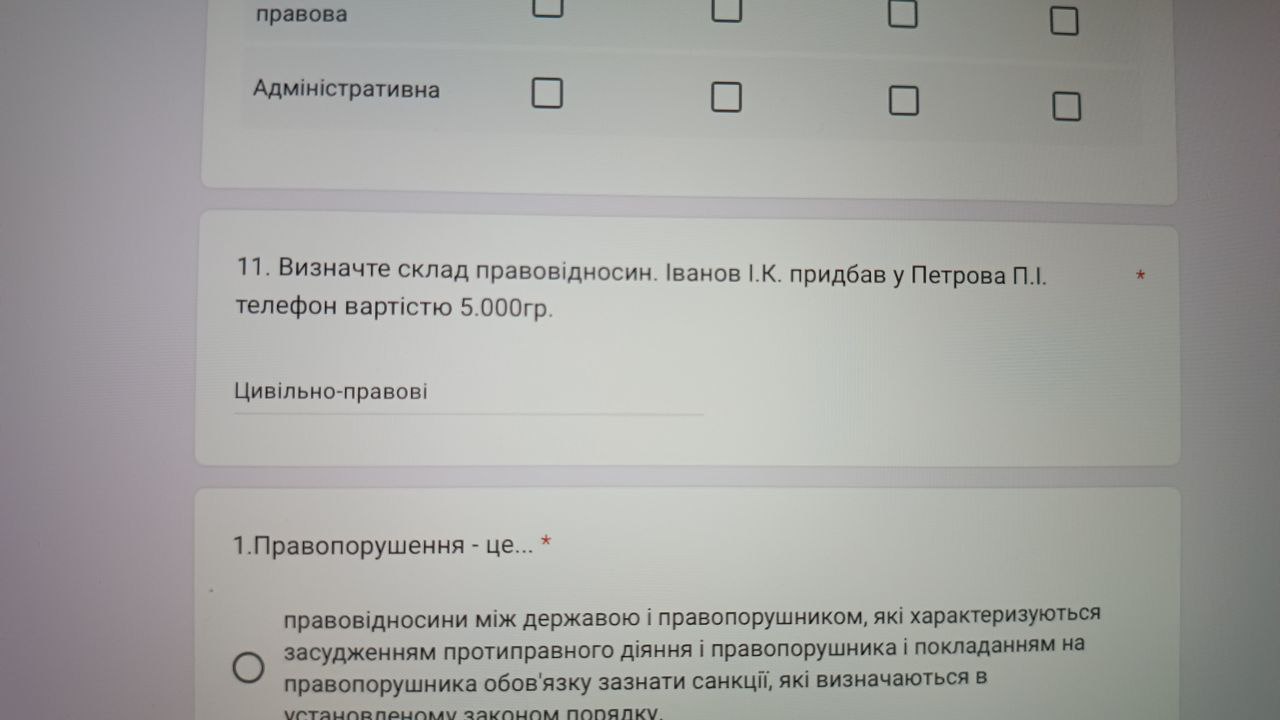 правова
Адміністративна
11. Визначте склад правовідносин. Іванов І.К. придбав у Петрова П.І. *
телефон вартістю 5.000гр.
Цивільно-правові
1.Правопорушення - це... *
правовідносини між державою і правопорушником, які характеризуються
засудженням протиправного діяння і правопорушника і покладанням на
правопорушника обов'язку зазнати санкції, які визначаються в
установленому законом порядку.